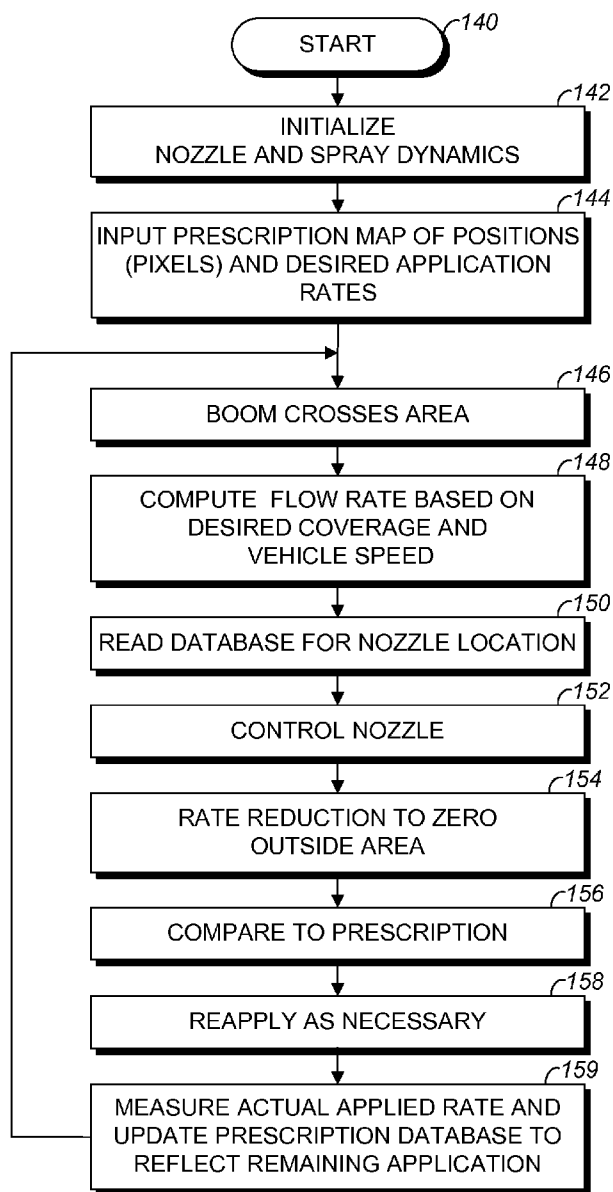 START
140
142
INITIALIZE
NOZZLE AND SPRAY DYNAMICS
144
INPUT PRESCRIPTION MAP OF POSITIONS
(PIXELS) AND DESIRED APPLICATION
RATES
146
BOOM CROSSES AREA
148
COMPUTE FLOW RATE BASED ON
DESIRED COVERAGE AND
VEHICLE SPEED
150
READ DATABASE FOR NOZZLE LOCATION
152
CONTROL NOZZLE
154
RATE REDUCTION TO ZERO
OUTSIDE AREA
156
COMPARE TO PRESCRIPTION
158
REAPPLY AS NECESSARY
159
MEASURE ACTUAL APPLIED RATE AND
UPDATE PRESCRIPTION DATABASE TO
REFLECT REMAINING APPLICATION